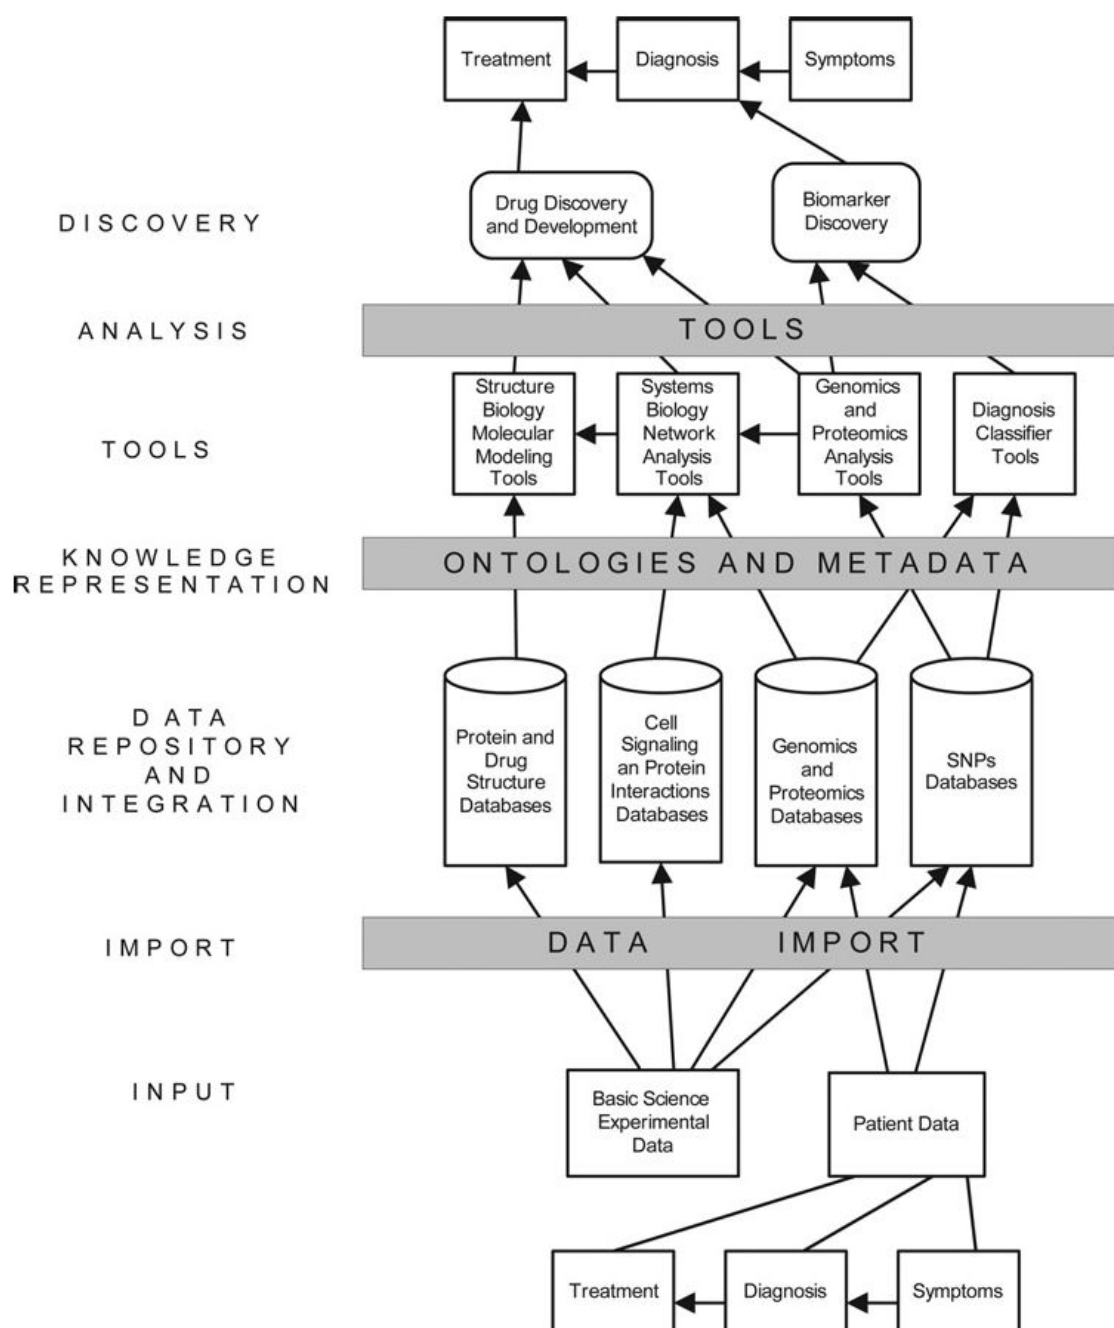 Treatment
Diagnosis
Symptoms
DISCOVERY
Drug Discovery
and Development
Biomarker
Discovery
ANALYSIS
TOOLS
TOOLS
Structure
Biology
Molecular
Modeling
Tools
Systems
Biology
Network
Analysis
Tools
Genomics
and
Proteomics
Analysis
Tools
Diagnosis
Classifier
Tools
KNOWLEDGE
REPRESENTATION
ONTOLOGIES AND METADATA
DATA
REPOSITORY
AND
INTEGRATION
Protein and
Drug
Structure
Databases
Cell
Signaling
an Protein
Interactions
Databases
Genomics
and
Proteomics
Databases
SNPs
Databases
IMPORT
DATA IMPORT
INPUT
Basic Science
Experimental
Data
Patient Data
Treatment
Diagnosis
Symptoms